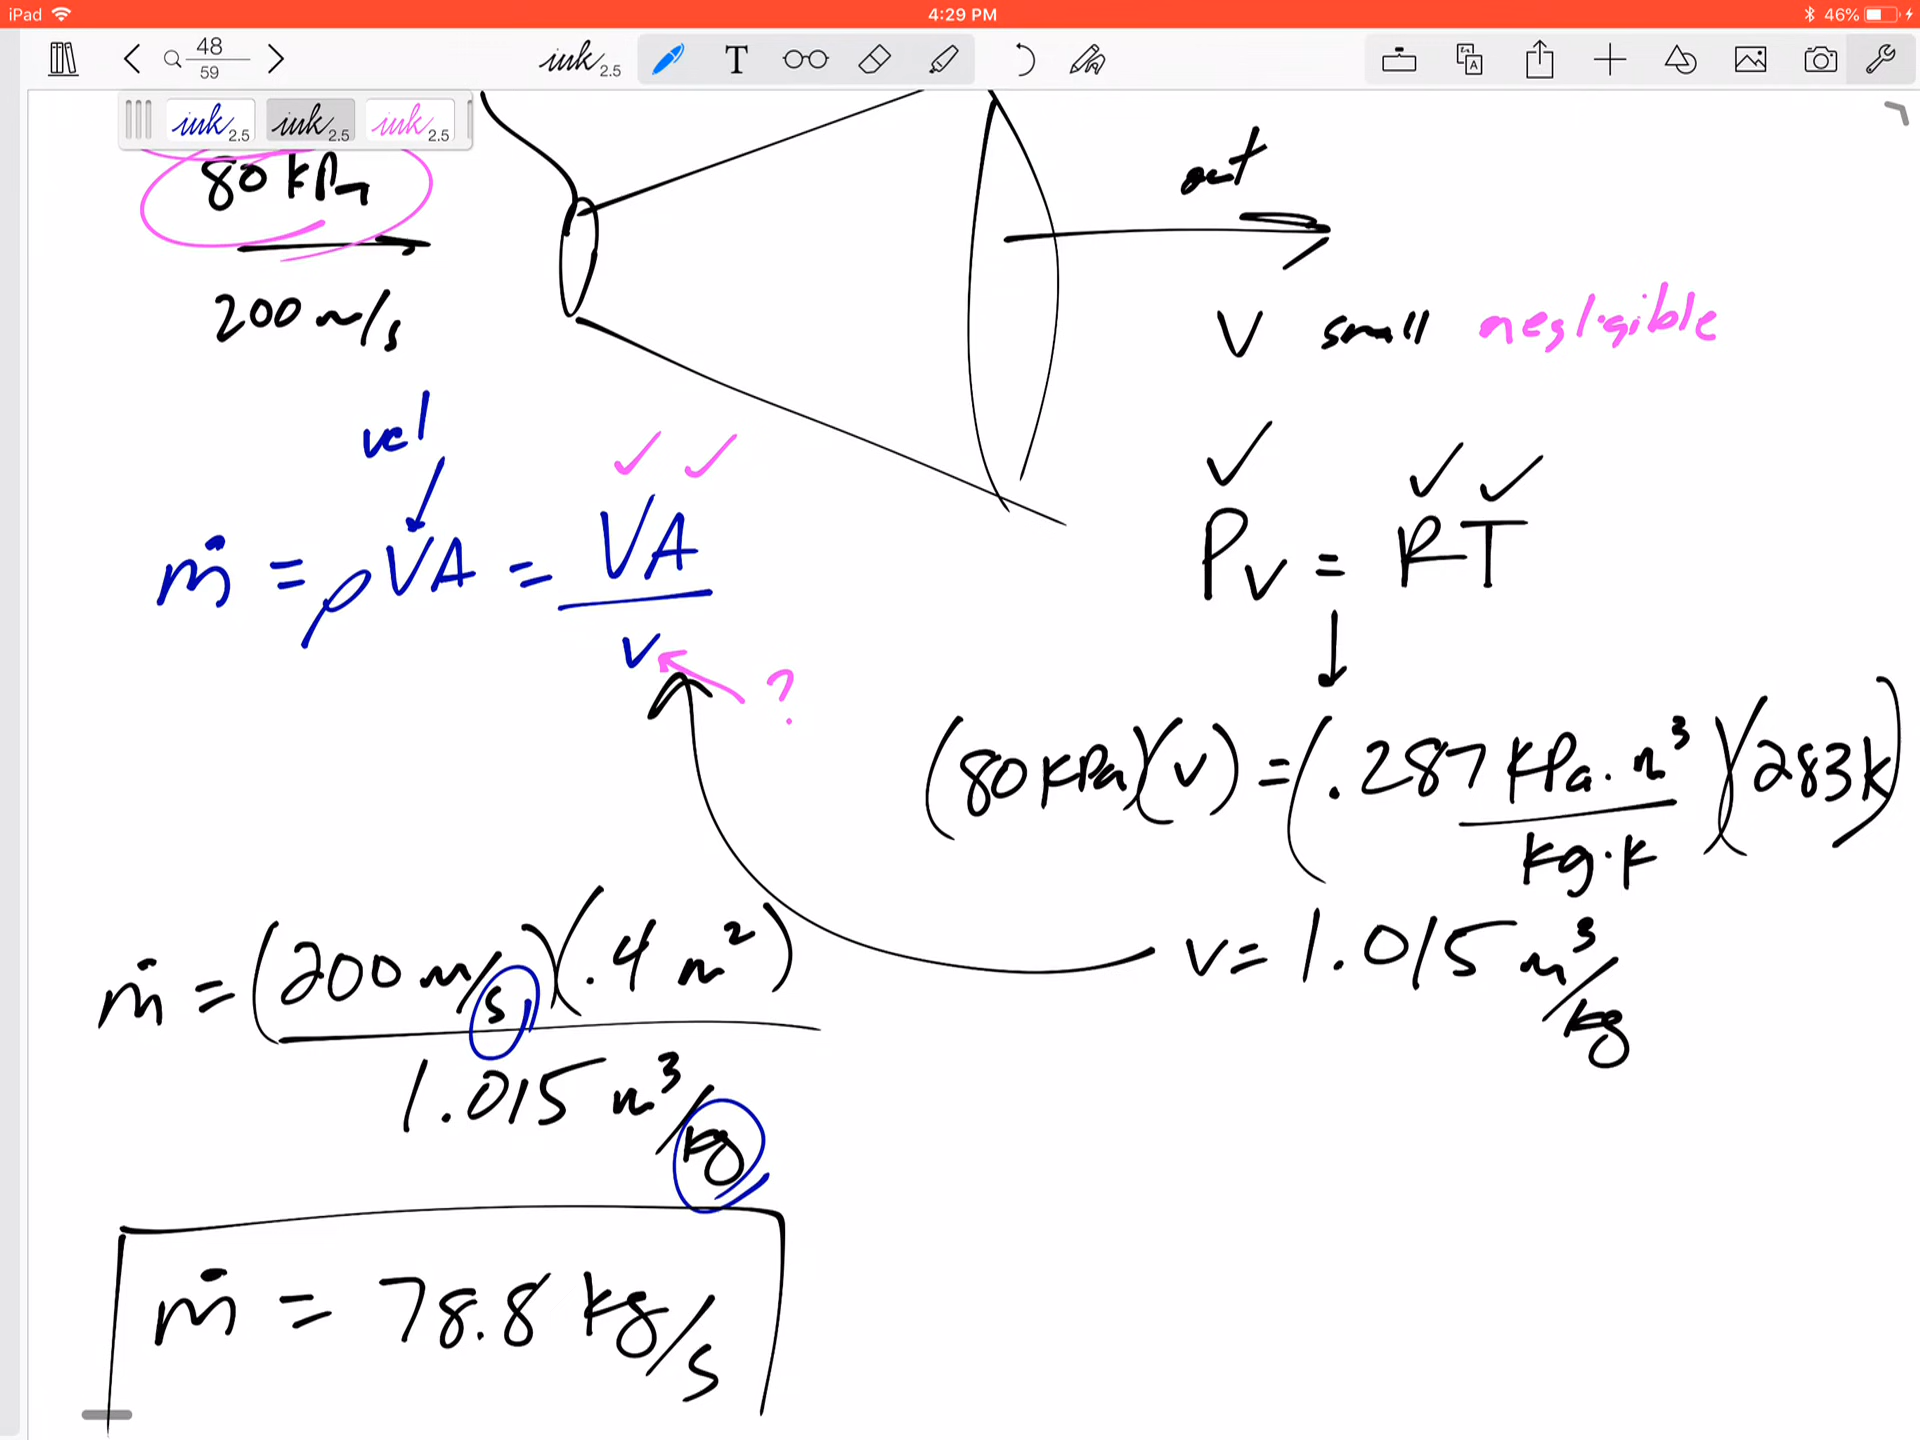 iPad 4:29 PM 46%
48
59
ink 2.5 T
ink 2.5 ink 2.5 ink 2.5
80 kPa
200 m/s
out
V small negligible
vel
ṁ = ρVA = VA
v
?
Pv = RT
(80 kPa)(v) = (.287 kPa·m³)(283K)
kg·K
v = 1.015 m³/kg
ṁ = (200 m/s)(.4 m²)
1.015 m³/kg
ṁ = 78.8 kg/s